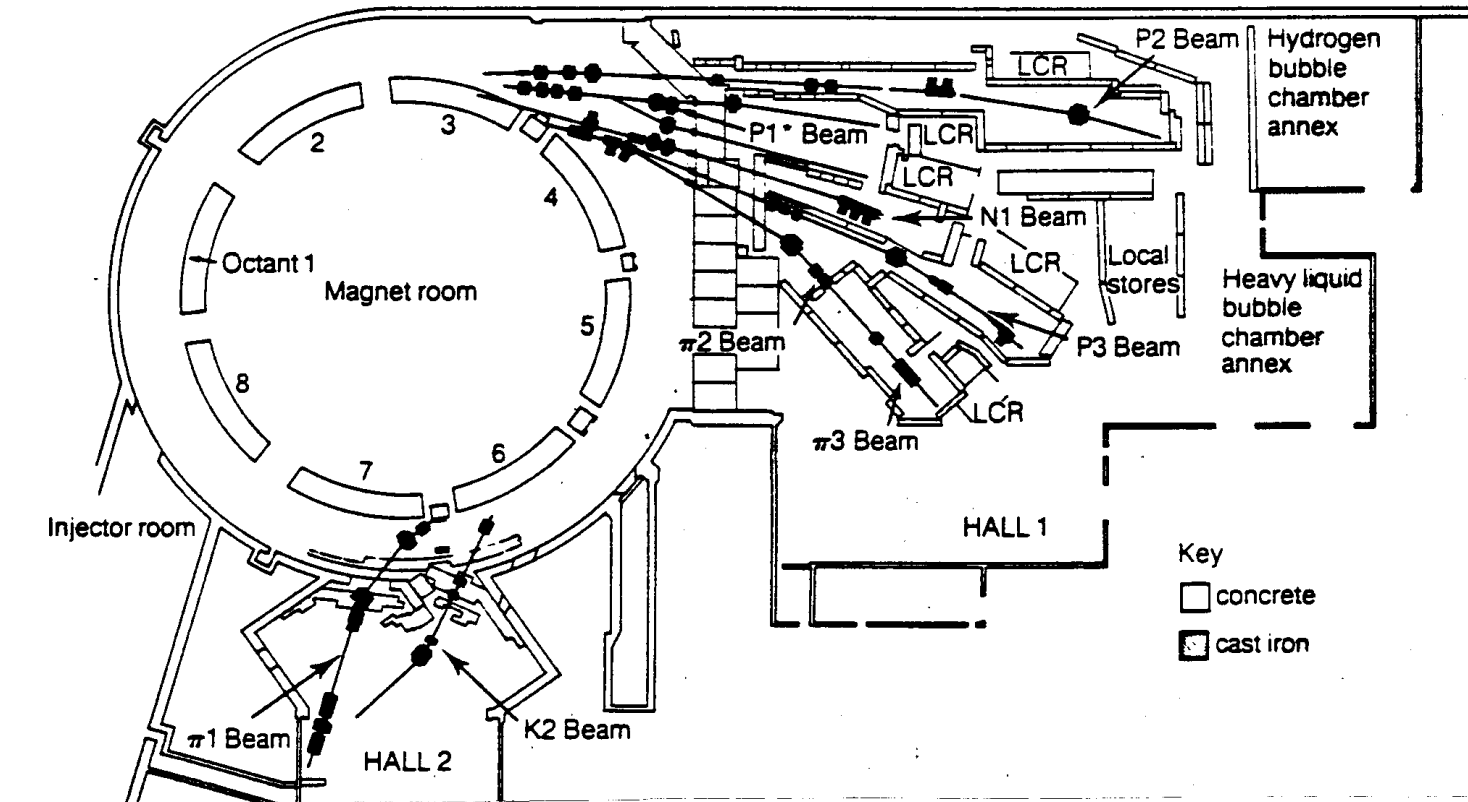 P2 Beam
Hydrogen
bubble
chamber
annex
LCR
2
3
P1* Beam
LCR
LCR
4
N1 Beam
LCR
Local
stores
Octant 1
Magnet room
Heavy liquid
bubble
chamber
annex
5
π2 Beam
P3 Beam
8
LCR
π3 Beam
6
7
Injector room
HALL 1
Key
concrete
cast iron
π1 Beam
K2 Beam
HALL 2